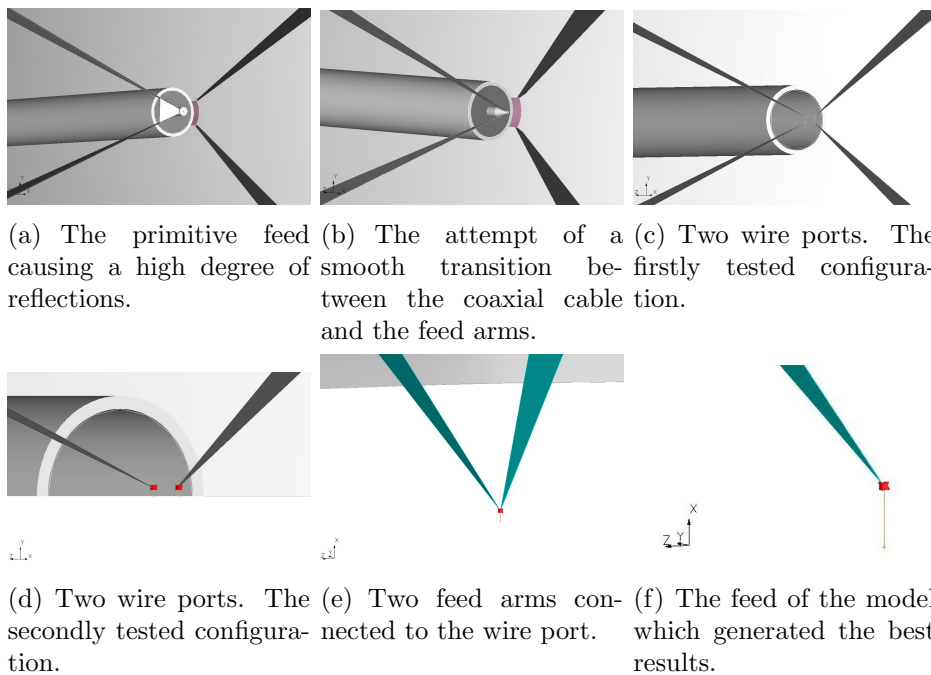 (a) The primitive feed
causing a high degree of
reflections.
(b) The attempt of a
smooth transition be-
tween the coaxial cable
and the feed arms.
(c) Two wire ports. The
firstly tested configura-
tion.
(d) Two wire ports. The
secondly tested configura-
tion.
Z
Y
X
(e) Two feed arms con-
nected to the wire port.
X
Y
Z
(f) The feed of the model
which generated the best
results.